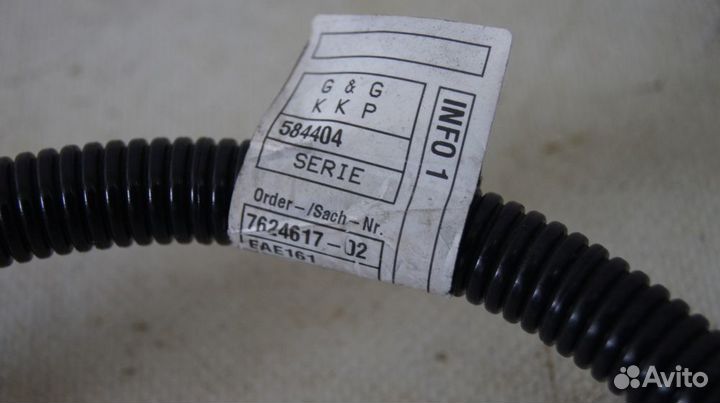 G & G
K K P
584404
SERIE
Order-/Sach-Nr.
7624617-02
EAE161
INFO 1
Avito